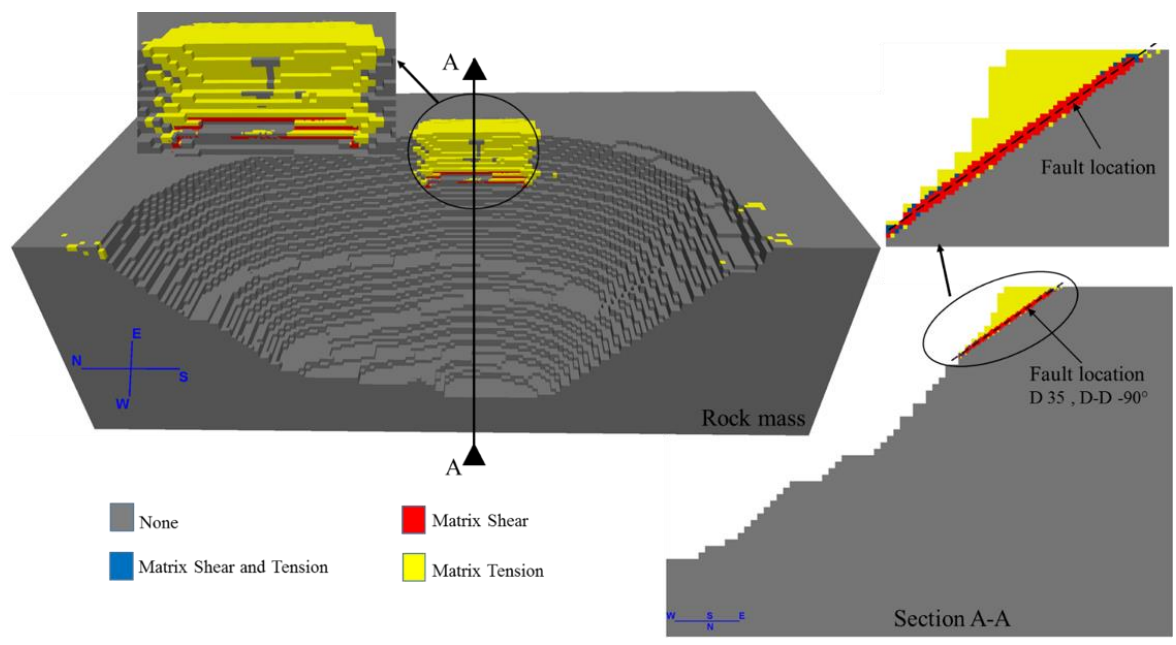 A
Fault location
E
N
S
W
Rock mass
A
Fault location
D 35 , D-D -90°
None
Matrix Shear
Matrix Shear and Tension
Matrix Tension
W S E
N
Section A-A